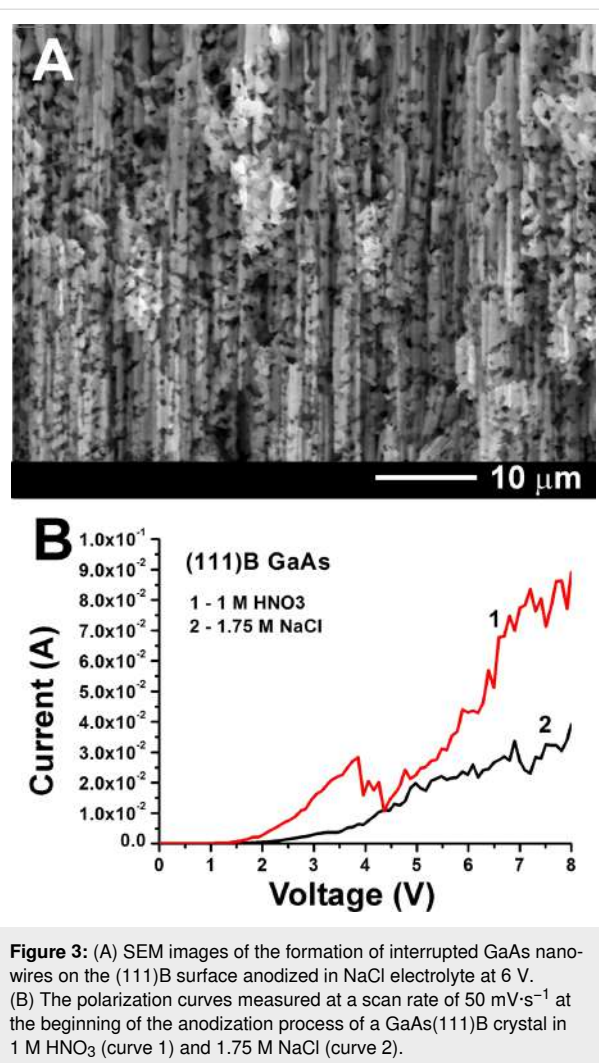 A
10 μm
B
(111)B GaAs
1 - 1 M HNO3
2 - 1.75 M NaCl
1.0x10⁻¹
9.0x10⁻²
8.0x10⁻²
7.0x10⁻²
6.0x10⁻²
5.0x10⁻²
4.0x10⁻²
3.0x10⁻²
2.0x10⁻²
1.0x10⁻²
0.0
Current (A)
1
2
0 1 2 3 4 5 6 7 8
Voltage (V)
Figure 3: (A) SEM images of the formation of interrupted GaAs nano-
wires on the (111)B surface anodized in NaCl electrolyte at 6 V.
(B) The polarization curves measured at a scan rate of 50 mV·s⁻¹ at
the beginning of the anodization process of a GaAs(111)B crystal in
1 M HNO₃ (curve 1) and 1.75 M NaCl (curve 2).